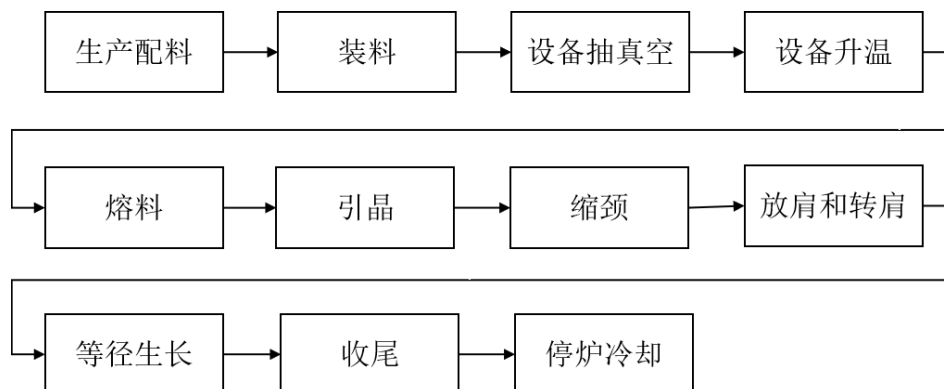 生产配料
装料
设备抽真空
设备升温
熔料
引晶
缩颈
放肩和转肩
等径生长
收尾
停炉冷却